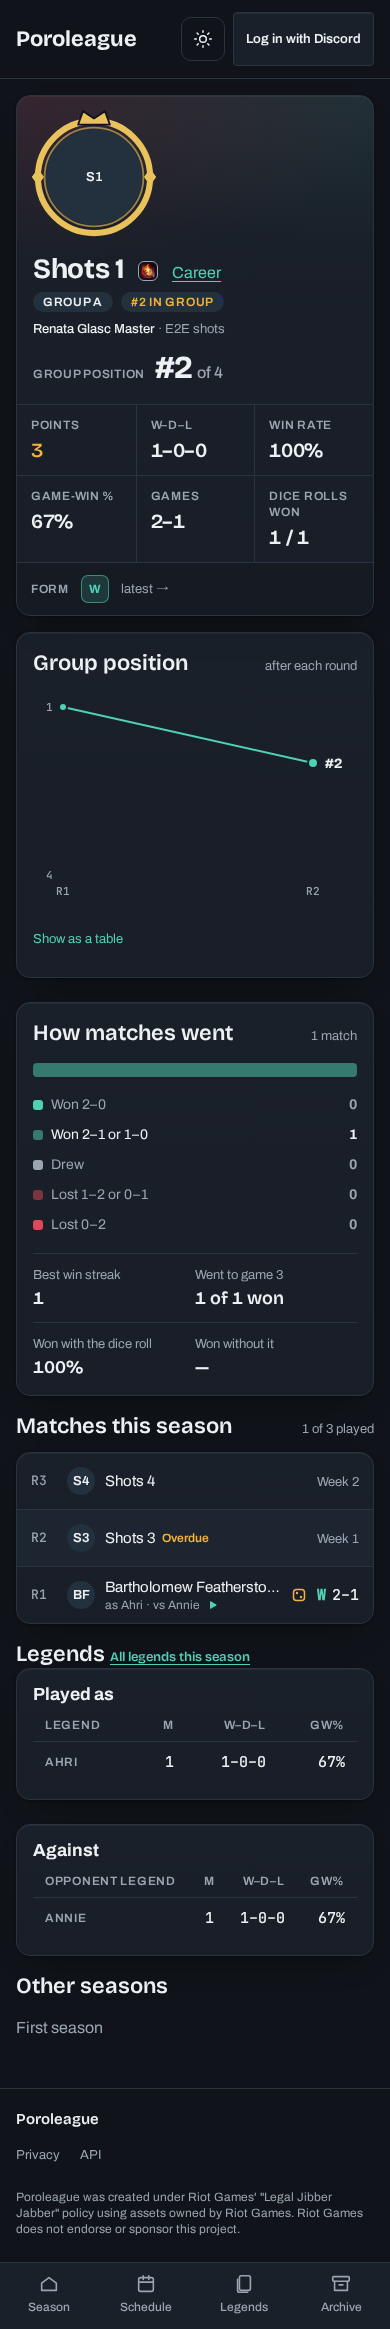 Poroleague
Log in with Discord
S1
Shots 1
Career
GROUP A
#2 IN GROUP
Renata Glasc Master · E2E shots
GROUP POSITION #2 of 4
POINTS
W–D–L
WIN RATE
3
1–0–0
100%
GAME-WIN %
GAMES
DICE ROLLS WON
67%
2–1
1 / 1
FORM W latest →
Group position
after each round
1
#2
4
R1
R2
Show as a table
How matches went
1 match
Won 2–0 0
Won 2–1 or 1–0 1
Drew 0
Lost 1–2 or 0–1 0
Lost 0–2 0
Best win streak
Went to game 3
1
1 of 1 won
Won with the dice roll
Won without it
100%
—
Matches this season
1 of 3 played
R3 S4 Shots 4 Week 2
R2 S3 Shots 3 Overdue Week 1
R1 BF Bartholomew Feathersto... W 2–1
as Ahri · vs Annie
Legends All legends this season
Played as
LEGEND M W–D–L GW%
AHRI 1 1–0–0 67%
Against
OPPONENT LEGEND M W–D–L GW%
ANNIE 1 1–0–0 67%
Other seasons
First season
Poroleague
Privacy API
Poroleague was created under Riot Games' "Legal Jibber
Jabber" policy using assets owned by Riot Games. Riot Games
does not endorse or sponsor this project.
Season
Schedule
Legends
Archive